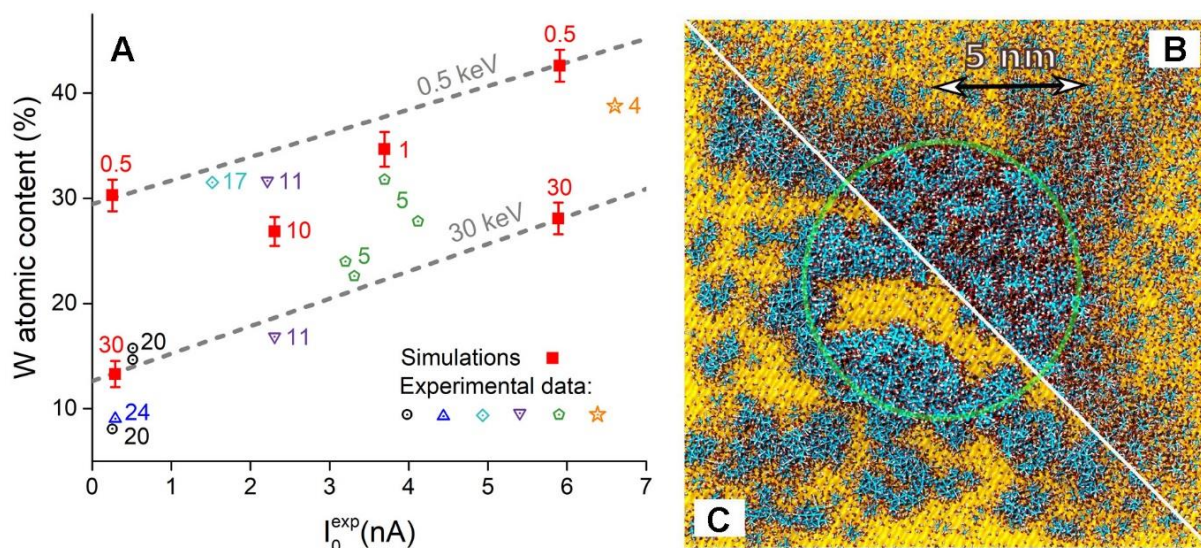 A
W atomic content (%)
40
30
20
10
0 1 2 3 4 5 6 7
I₀ᵉˣᵖ(nA)
0.5 keV
30 keV
0.5
0.5
4
17
11
1
5
10
30
5
20
30
11
24
20
Simulations
Experimental data:
B
5 nm
C